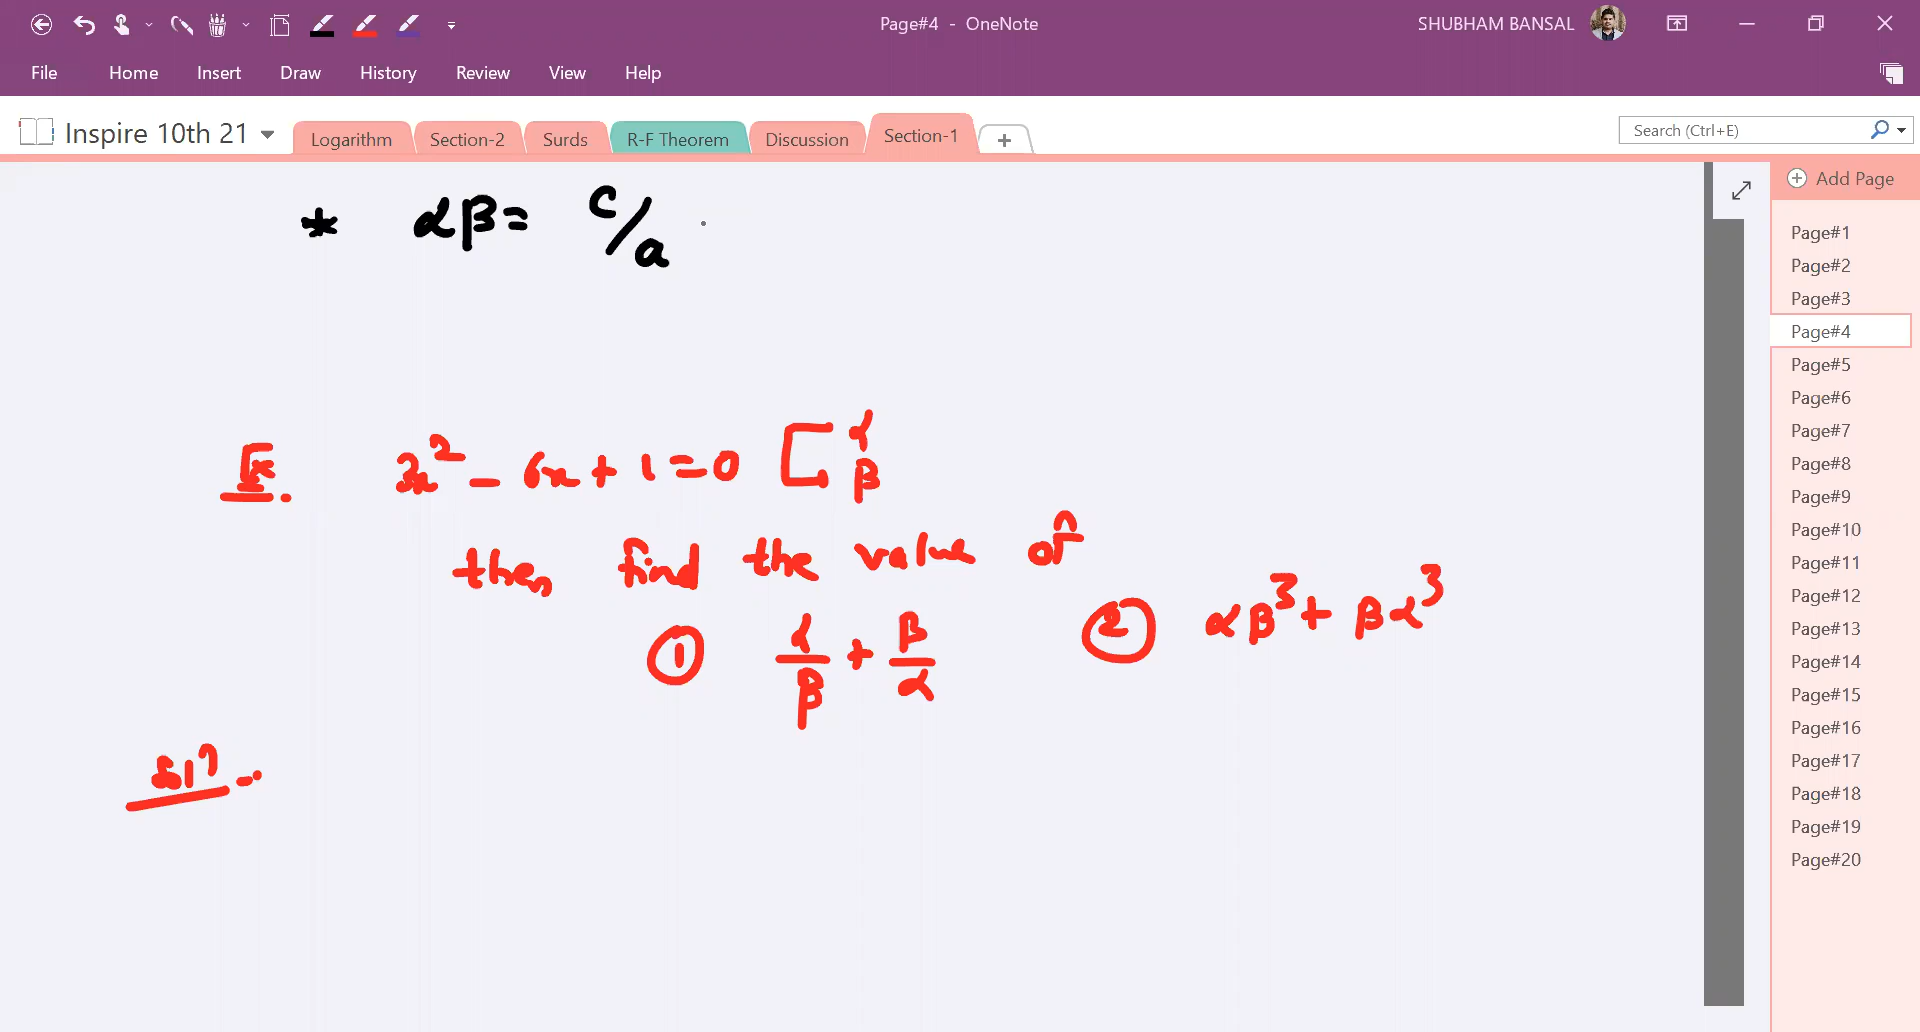 Page#4 - OneNote
SHUBHAM BANSAL
File Home Insert Draw History Review View Help
Inspire 10th 21
Logarithm Section-2 Surds R-F Theorem Discussion Section-1 +
Search (Ctrl+E)
Add Page
Page#1
Page#2
Page#3
Page#4
Page#5
Page#6
Page#7
Page#8
Page#9
Page#10
Page#11
Page#12
Page#13
Page#14
Page#15
Page#16
Page#17
Page#18
Page#19
Page#20
* αβ = c/a
Ex. x² - 6x + 1 = 0 [ α β
then find the value of
① α/β + β/α ② αβ³ + βα³
Solⁿ